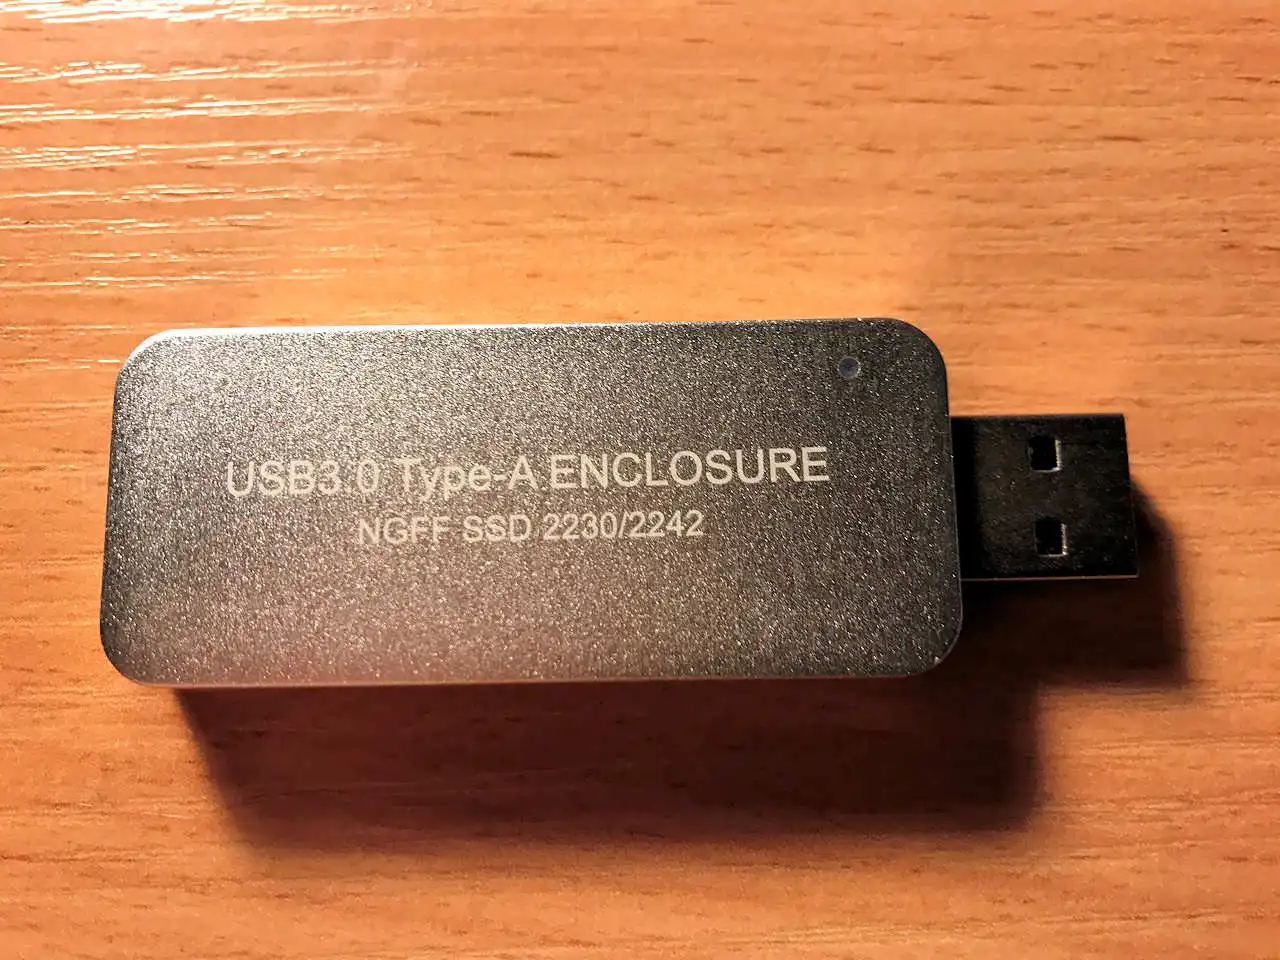 USB3.0 Type-A ENCLOSURE
NGFF SSD 2230/2242